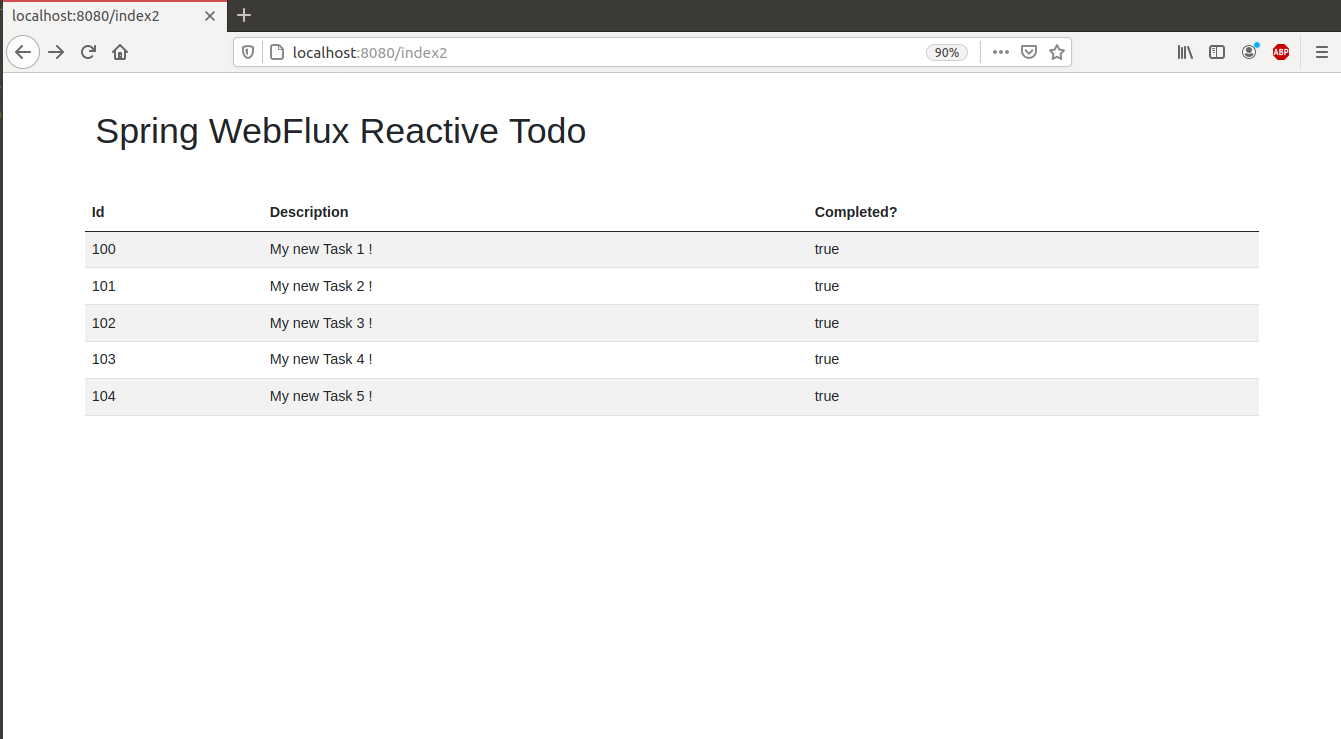 localhost:8080/index2
localhost:8080/index2 90% ABP
Spring WebFlux Reactive Todo
Id Description Completed?
100 My new Task 1 ! true
101 My new Task 2 ! true
102 My new Task 3 ! true
103 My new Task 4 ! true
104 My new Task 5 ! true